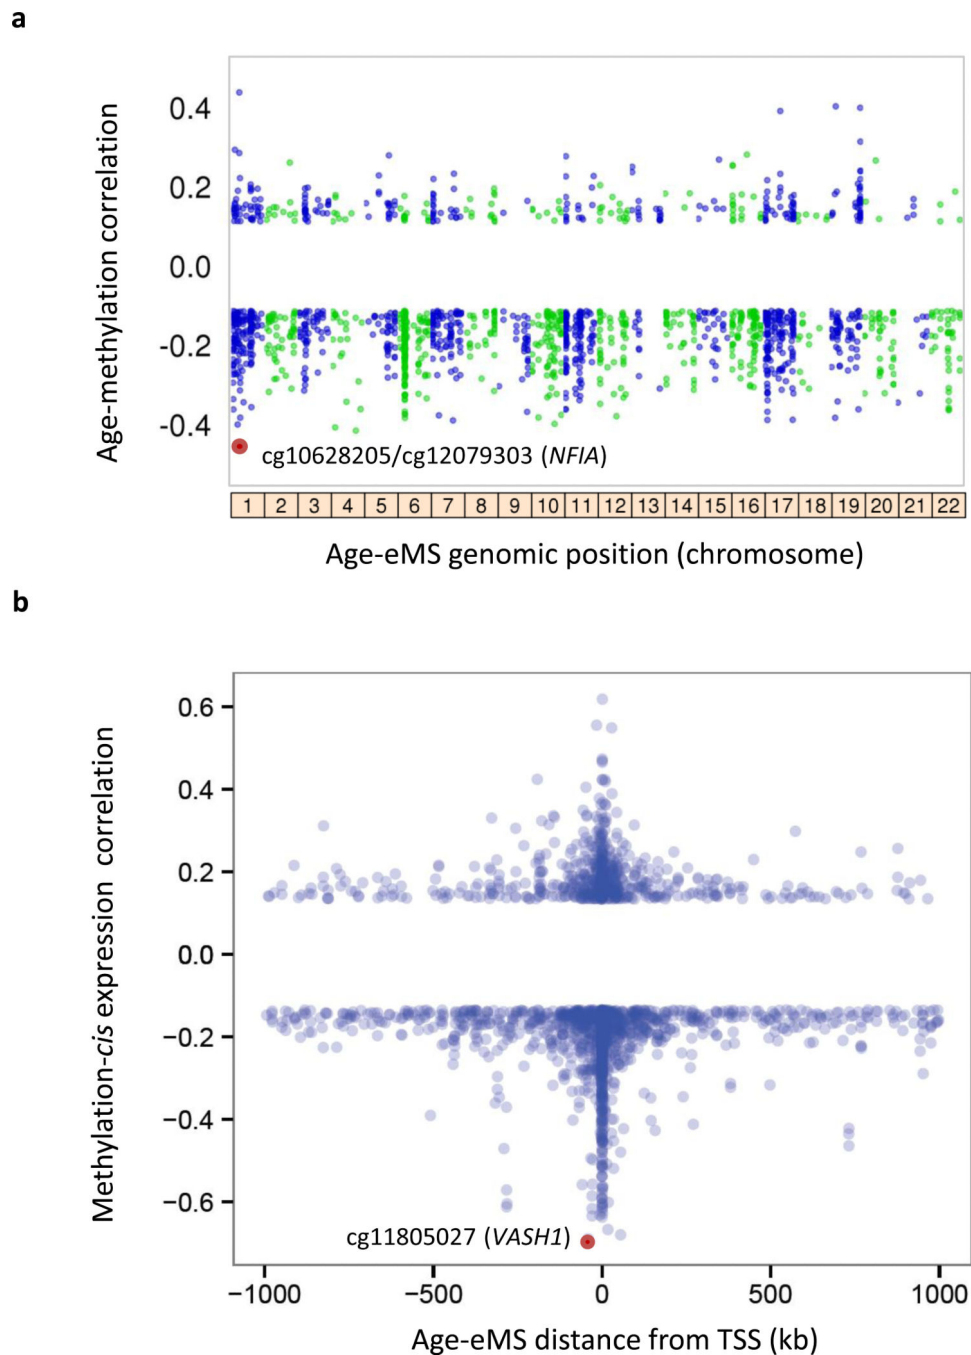 a
Age-methylation correlation
0.4
0.2
0.0
-0.2
-0.4
cg10628205/cg12079303 (NFIA)
1 2 3 4 5 6 7 8 9 10 11 12 13 14 15 16 17 18 19 20 21 22
Age-eMS genomic position (chromosome)
b
Methylation-cis expression correlation
0.6
0.4
0.2
0.0
−0.2
−0.4
−0.6
cg11805027 (VASH1)
−1000 −500 0 500 1000
Age-eMS distance from TSS (kb)